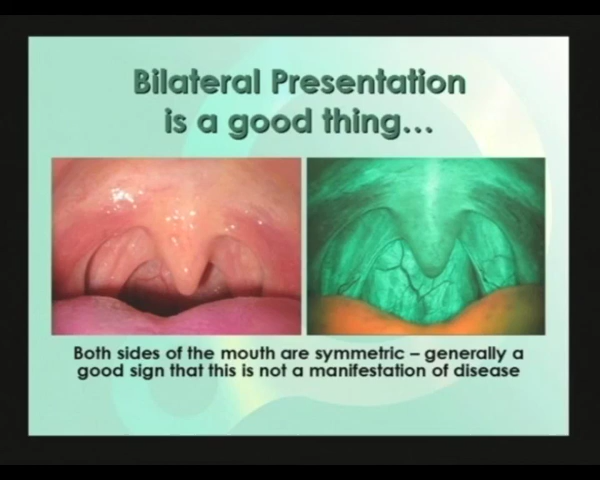 Bilateral Presentation
is a good thing...
Both sides of the mouth are symmetric – generally a
good sign that this is not a manifestation of disease